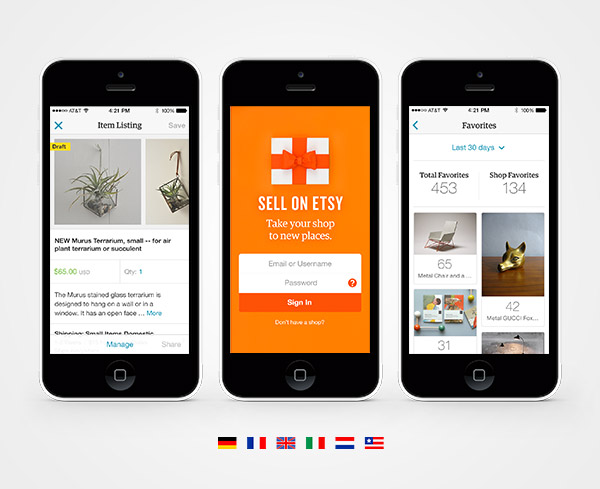 AT&T 4:21 PM 100%
Item Listing Save
Draft
NEW Murus Terrarium, small -- for air
plant terrarium or succulent
$65.00 USD Qty: 1
The Murus stained glass terrarium is
designed to hang on a wall or in a
window. It has an open face ... More
Shipping: Small Items Domestic
Manage Share
SELL ON ETSY
Take your shop
to new places.
Email or Username
Password ?
Sign In
Don't have a shop?
AT&T 4:21 PM 100%
Favorites
Last 30 days
Total Favorites Shop Favorites
453 134
65
Metal Chair and a...
42
Metal GUCCI Fox...
31